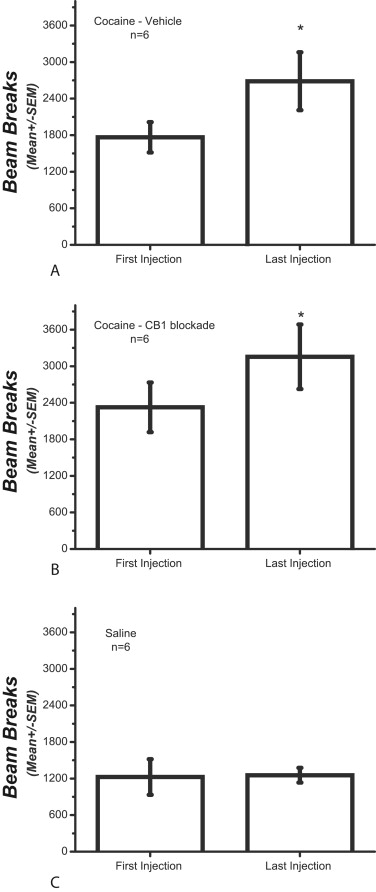 Cocaine - Vehicle
n=6
*
Beam Breaks
(Mean+/-SEM)
3600
3000
2400
1800
1200
600
0
First Injection
Last Injection
A
Cocaine - CB1 blockade
n=6
*
Beam Breaks
(Mean+/-SEM)
3600
3000
2400
1800
1200
600
0
First Injection
Last Injection
B
Saline
n=6
Beam Breaks
(Mean+/-SEM)
3600
3000
2400
1800
1200
600
0
First Injection
Last Injection
C